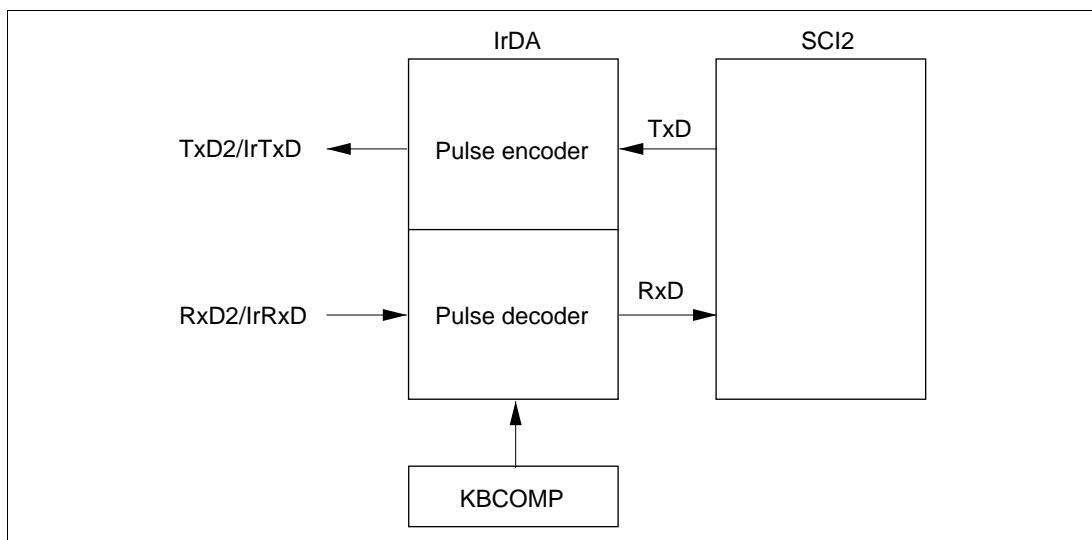 IrDA
SCI2
TxD2/IrTxD
Pulse encoder
TxD
RxD2/IrRxD
Pulse decoder
RxD
KBCOMP